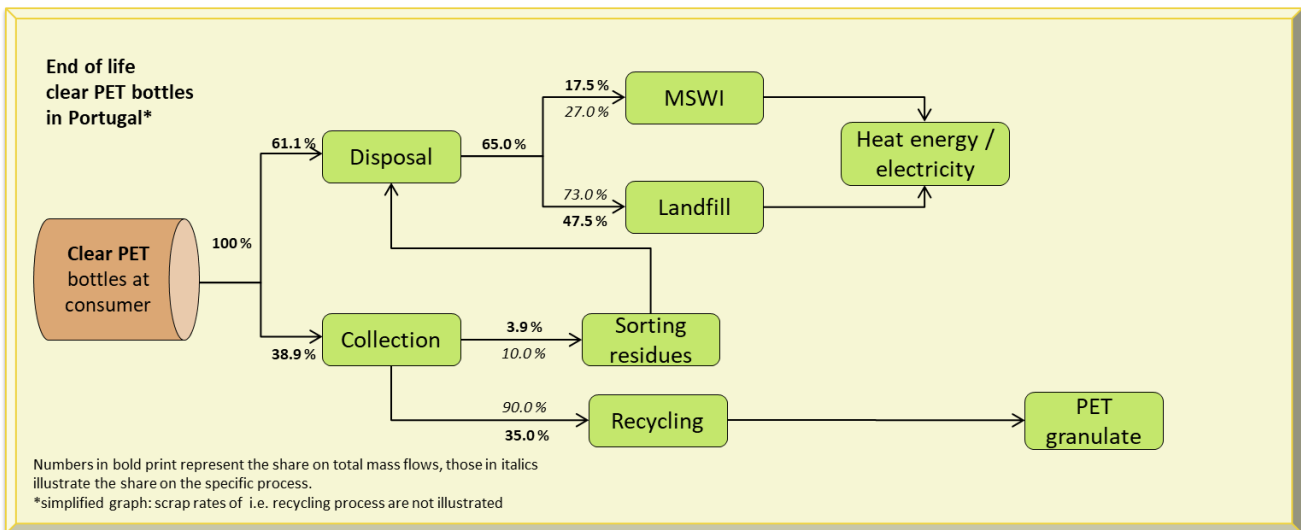 End of life
clear PET bottles
in Portugal*
Clear PET
bottles at
consumer
100 %
61.1 %
Disposal
65.0 %
17.5 %
27.0 %
MSWI
73.0 %
47.5 %
Landfill
Heat energy /
electricity
38.9 %
Collection
3.9 %
10.0 %
Sorting
residues
90.0 %
35.0 %
Recycling
PET
granulate
Numbers in bold print represent the share on total mass flows, those in italics
illustrate the share on the specific process.
*simplified graph: scrap rates of i.e. recycling process are not illustrated